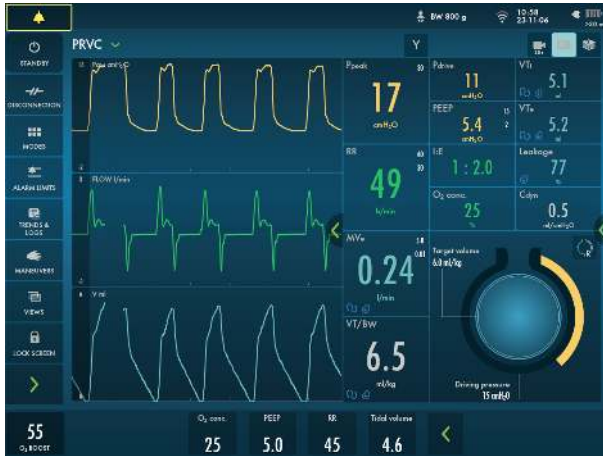 BW 800 g
10:58
23-11-06
PRVC
Y
STANDBY
DISCONNECTION
MODES
ALARM LIMITS
TRENDS & LOGS
MANEUVERS
VIEWS
LOCK SCREEN
55
O₂ BOOST
Paw cmH₂O
FLOW l/min
V ml
Ppeak
17
cmH₂O
RR
49
b/min
MVe
0.24
l/min
VT/BW
6.5
ml/kg
Pdrive
11
cmH₂O
PEEP
5.4
cmH₂O
I:E
1 : 2.0
O₂ conc.
25
%
VTi
5.1
ml
VTe
5.2
ml
Leakage
77
%
Cdyn
0.5
ml/cmH₂O
Target volume
6.0 ml/kg
Driving pressure
15 cmH₂O
O₂ conc.
25
PEEP
5.0
RR
45
Tidal volume
4.6